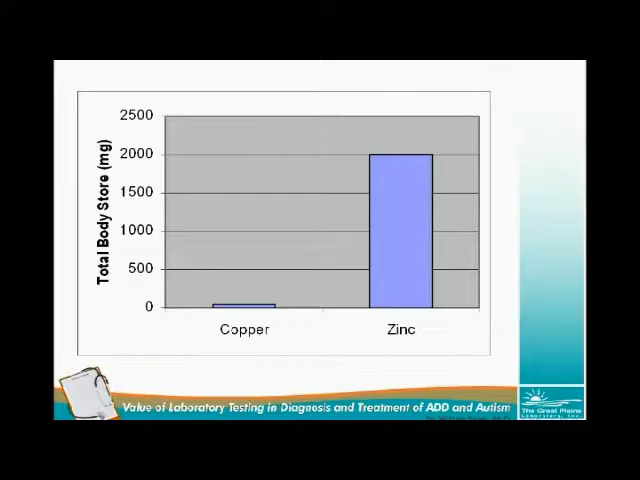 2500
2000
1500
1000
500
0
Total Body Store (mg)
Copper
Zinc
Value of Laboratory Testing in Diagnosis and Treatment of ADD and Autism
The Great Plains
Laboratory, Inc.